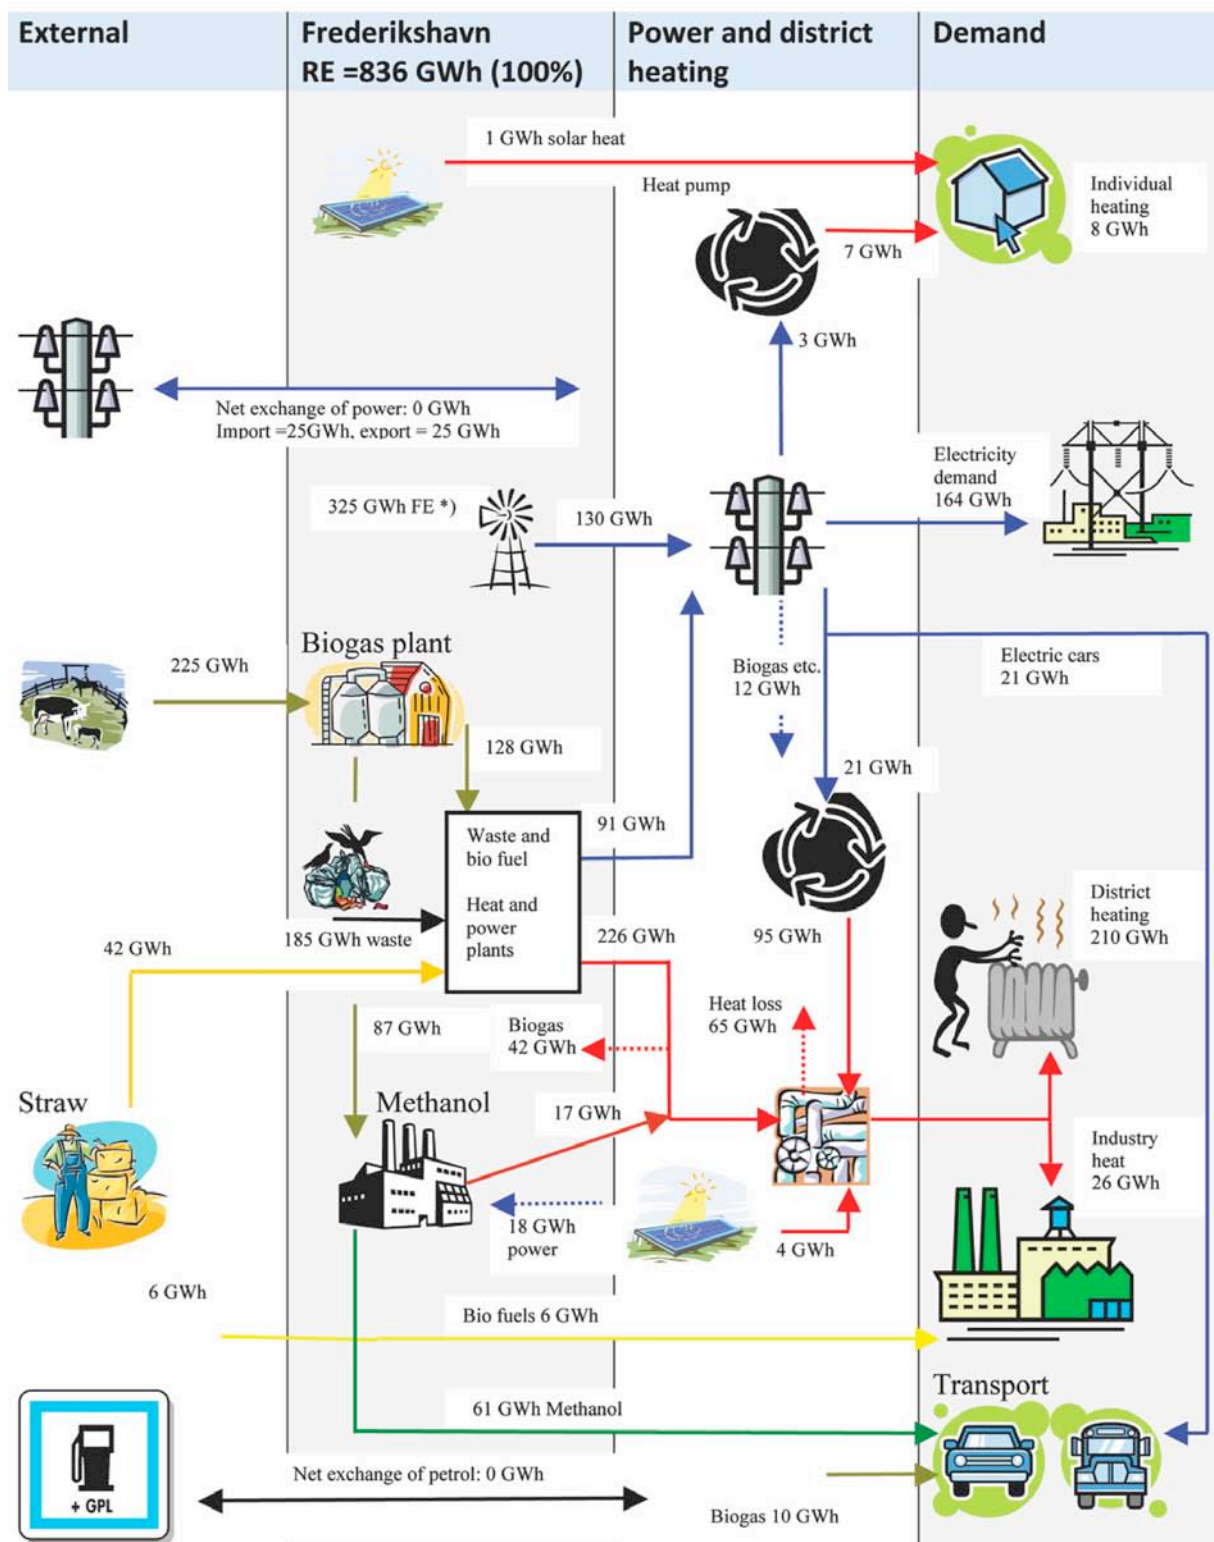 External
Frederikshavn
RE =836 GWh (100%)
Power and district
heating
Demand
1 GWh solar heat
Heat pump
Individual
heating
8 GWh
7 GWh
3 GWh
Net exchange of power: 0 GWh
Import =25GWh, export = 25 GWh
Electricity
demand
164 GWh
325 GWh FE *)
130 GWh
Biogas plant
225 GWh
Biogas etc.
12 GWh
Electric cars
21 GWh
128 GWh
21 GWh
Waste and
bio fuel
Heat and
power
plants
91 GWh
District
heating
210 GWh
185 GWh waste
226 GWh
95 GWh
42 GWh
Heat loss
65 GWh
87 GWh
Biogas
42 GWh
Straw
Methanol
17 GWh
Industry
heat
26 GWh
18 GWh
power
4 GWh
6 GWh
Bio fuels 6 GWh
Transport
61 GWh Methanol
Net exchange of petrol: 0 GWh
+ GPL
Biogas 10 GWh